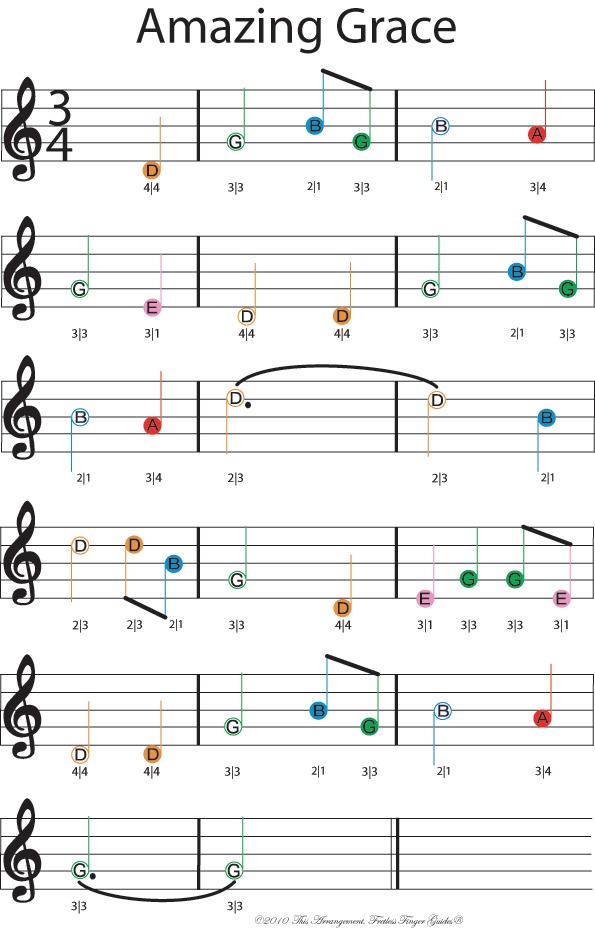 Amazing Grace
3
4
D G B G B A
4|4 3|3 2|1 3|3 2|1 3|4
G E D D G B G
3|3 3|1 4|4 4|4 3|3 2|1 3|3
B A D D B
2|1 3|4 2|3 2|3 2|1
D D B G D E G G E
2|3 2|3 2|1 3|3 4|4 3|1 3|3 3|3 3|1
D D G B G B A
4|4 4|4 3|3 2|1 3|3 2|1 3|4
G G
3|3 3|3
©2010 This Arrangement, Fretless Finger Guides®